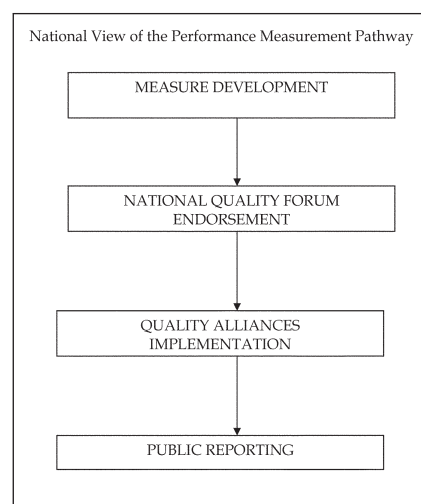 National View of the Performance Measurement Pathway
MEASURE DEVELOPMENT
NATIONAL QUALITY FORUM
ENDORSEMENT
QUALITY ALLIANCES
IMPLEMENTATION
PUBLIC REPORTING